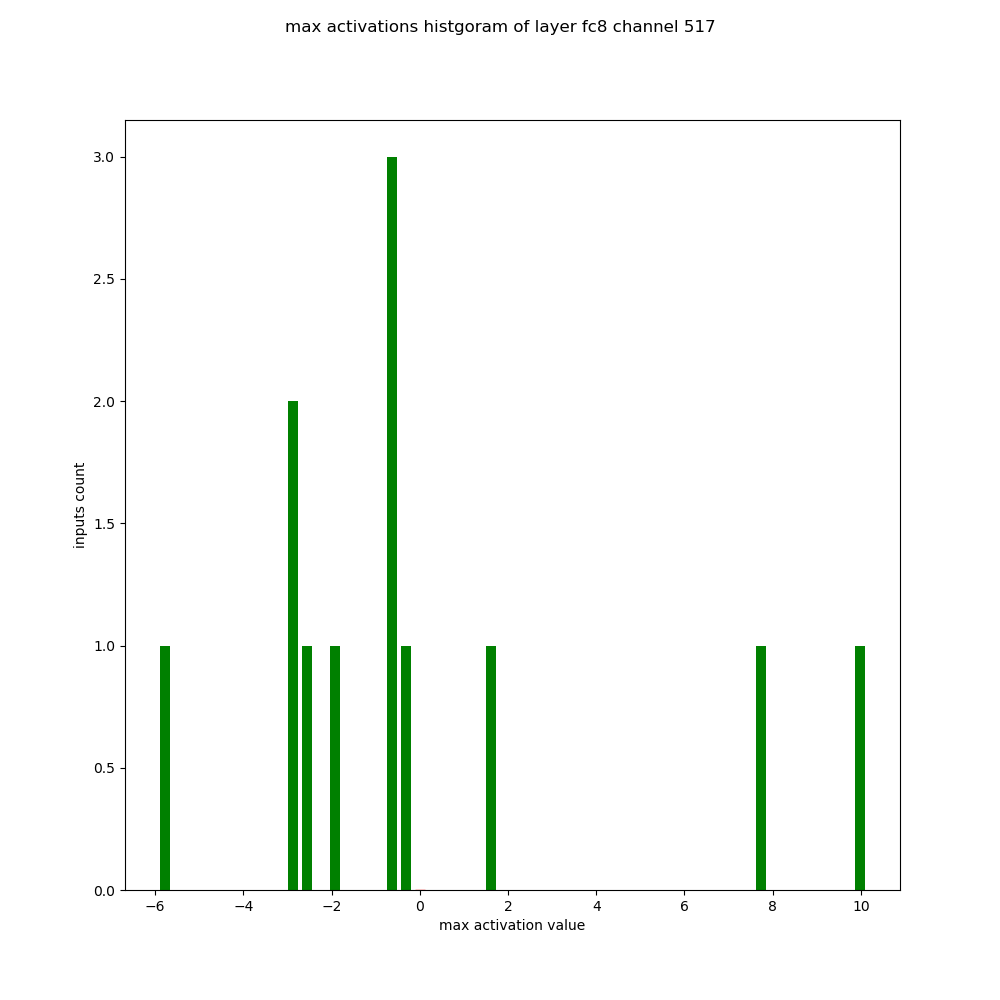 max activations histgoram of layer fc8 channel 517
3.0
2.5
2.0
1.5
1.0
0.5
0.0
inputs count
−6 −4 −2 0 2 4 6 8 10
max activation value